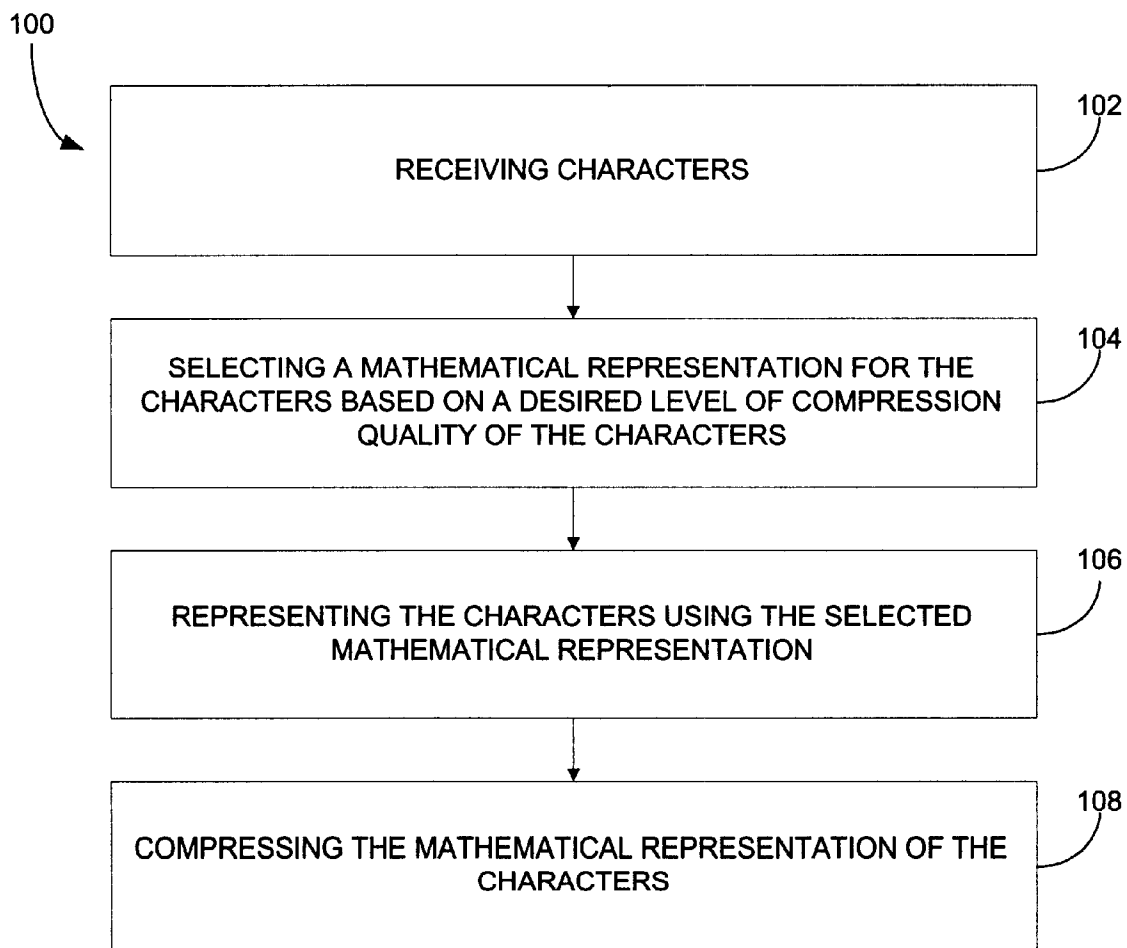 100
102
RECEIVING CHARACTERS
104
SELECTING A MATHEMATICAL REPRESENTATION FOR THE
CHARACTERS BASED ON A DESIRED LEVEL OF COMPRESSION
QUALITY OF THE CHARACTERS
106
REPRESENTING THE CHARACTERS USING THE SELECTED
MATHEMATICAL REPRESENTATION
108
COMPRESSING THE MATHEMATICAL REPRESENTATION OF THE
CHARACTERS